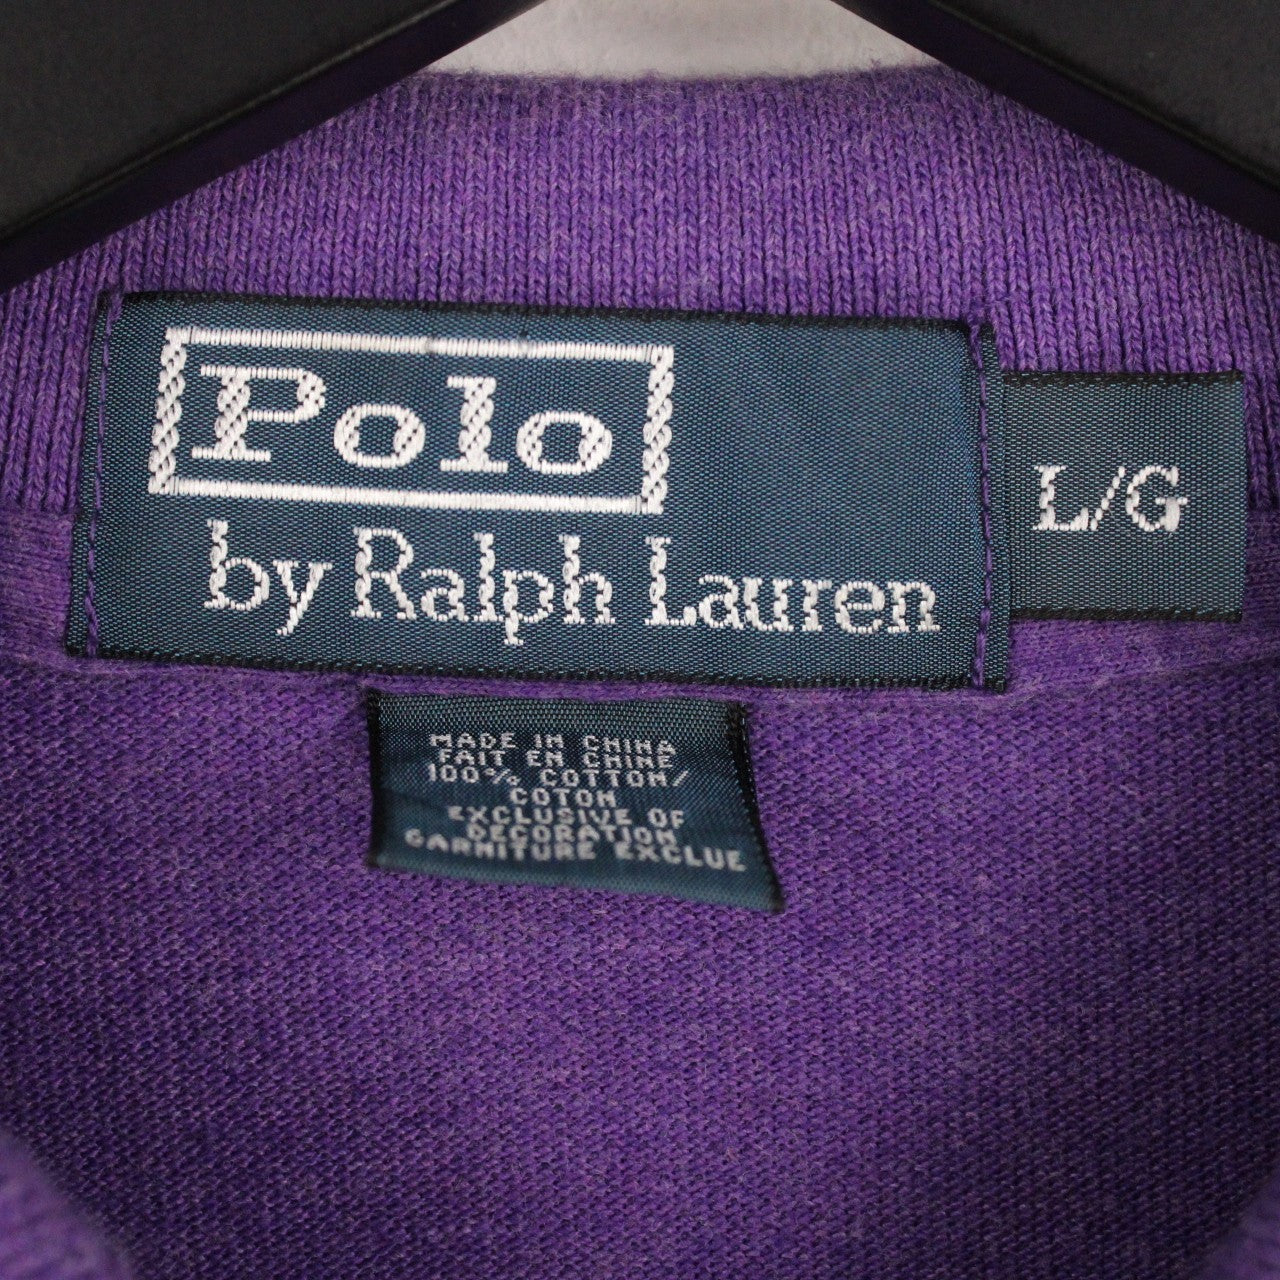 Polo
by Ralph Lauren
L/G
MADE IN CHINA
FAIT EN CHINE
100% COTTON/
COTON
EXCLUSIVE OF
DECORATION
GARNITURE EXCLUE